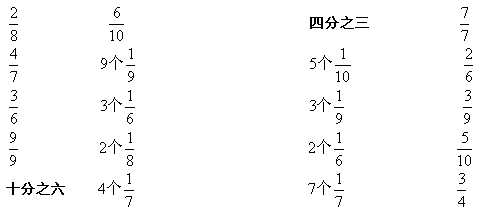 2/8 6/10 四分之三 7/7
4/7 9个1/9 5个1/10 2/6
3/6 3个1/6 3个1/9 3/9
9/9 2个1/8 2个1/6 5/10
十分之六 4个1/7 7个1/7 3/4